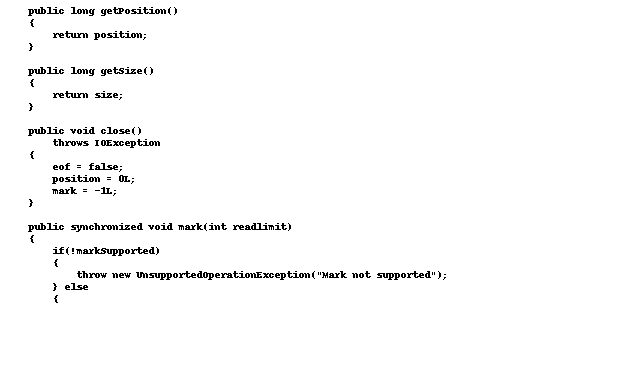 public long getPosition()
{
return position;
}
public long getSize()
{
return size;
}
public void close()
throws IOException
{
eof = false;
position = 0L;
mark = -1L;
}
public synchronized void mark(int readlimit)
{
if(!markSupported)
{
throw new UnsupportedOperationException("Mark not supported");
} else
{